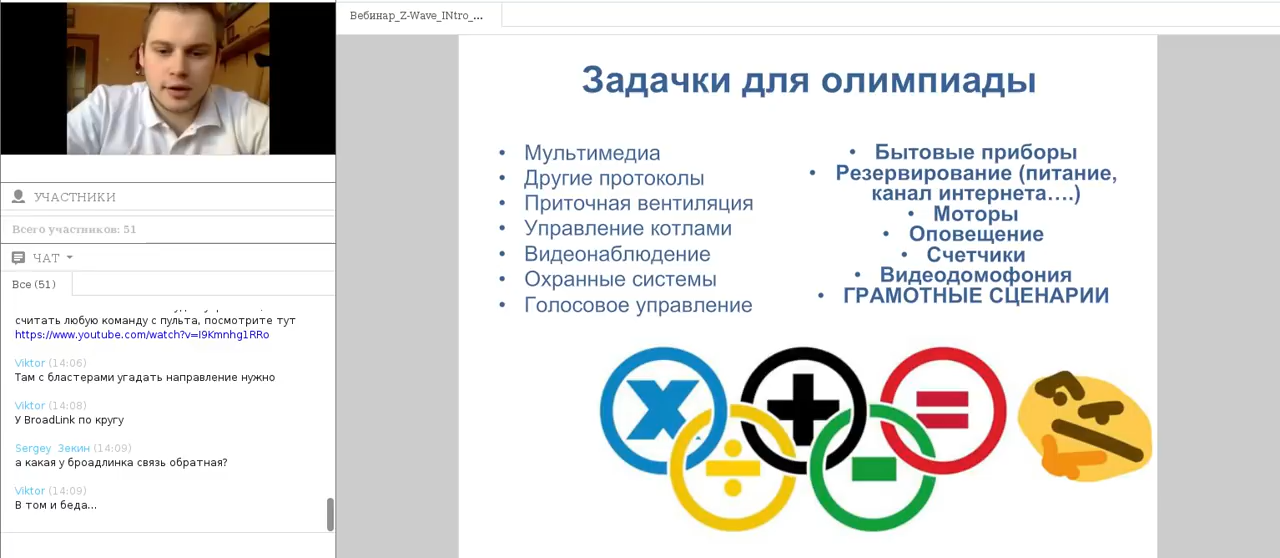 Вебинар_Z-Wave_INtro_...
УЧАСТНИКИ
Всего участников: 51
ЧАТ
Все (51)
считать любую команду с пульта, посмотрите тут
https://www.youtube.com/watch?v=I9Kmnhg1RRo
Viktor (14:06)
Там с бластерами угадать направление нужно
Viktor (14:08)
У BroadLink по кругу
Sergey Зекин (14:09)
а какая у броадлинка связь обратная?
Viktor (14:09)
В том и беда...
Задачки для олимпиады
• Мультимедиа
• Другие протоколы
• Приточная вентиляция
• Управление котлами
• Видеонаблюдение
• Охранные системы
• Голосовое управление
• Бытовые приборы
• Резервирование (питание,
канал интернета….)
• Моторы
• Оповещение
• Счетчики
• Видеодомофония
• ГРАМОТНЫЕ СЦЕНАРИИ